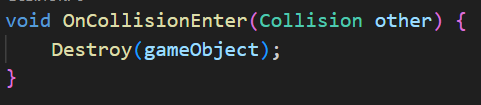 void OnCollisionEnter(Collision other) {
    Destroy(gameObject);
}